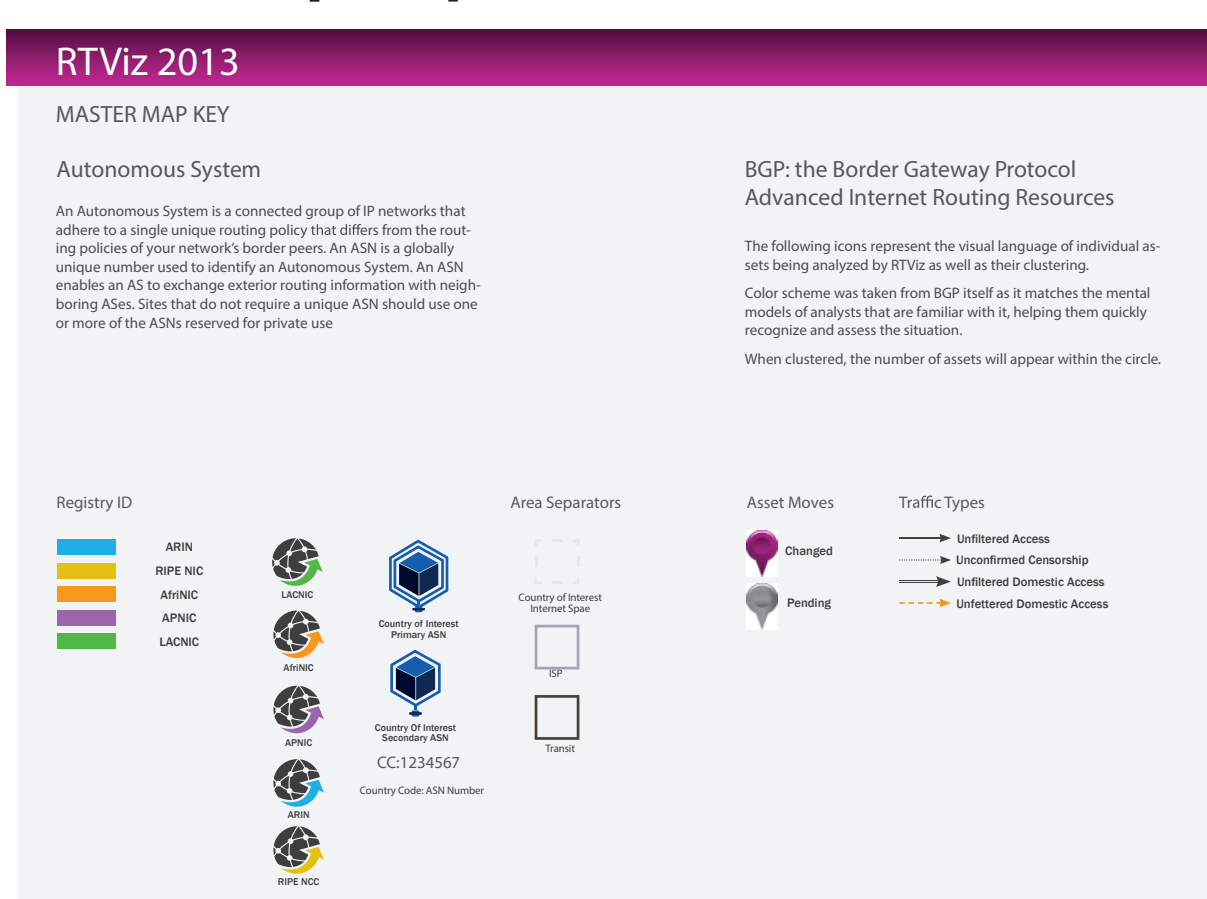 RTViz 2013
MASTER MAP KEY
Autonomous System
An Autonomous System is a connected group of IP networks that
adhere to a single unique routing policy that differs from the rout-
ing policies of your network's border peers. An ASN is a globally
unique number used to identify an Autonomous System. An ASN
enables an AS to exchange exterior routing information with neigh-
boring ASes. Sites that do not require a unique ASN should use one
or more of the ASNs reserved for private use
BGP: the Border Gateway Protocol
Advanced Internet Routing Resources
The following icons represent the visual language of individual as-
sets being analyzed by RTViz as well as their clustering.
Color scheme was taken from BGP itself as it matches the mental
models of analysts that are familiar with it, helping them quickly
recognize and assess the situation.
When clustered, the number of assets will appear within the circle.
Registry ID
ARIN
RIPE NIC
AfriNIC
APNIC
LACNIC
LACNIC
AfriNIC
APNIC
ARIN
RIPE NCC
Country of Interest
Primary ASN
Country Of Interest
Secondary ASN
CC:1234567
Country Code: ASN Number
Area Separators
Country of Interest
Internet Spae
ISP
Transit
Asset Moves
Changed
Pending
Traffic Types
Unfiltered Access
Unconfirmed Censorship
Unfiltered Domestic Access
Unfettered Domestic Access